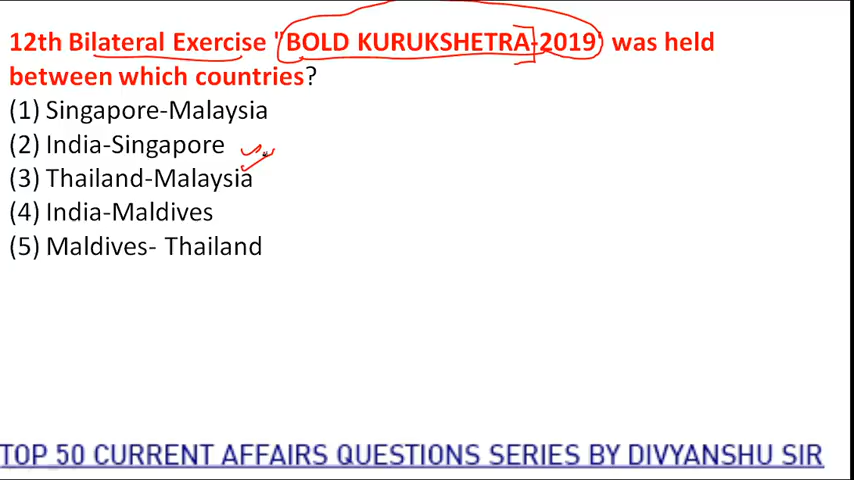 12th Bilateral Exercise "BOLD KURUKSHETRA-2019" was held
between which countries?
(1) Singapore-Malaysia
(2) India-Singapore
(3) Thailand-Malaysia
(4) India-Maldives
(5) Maldives- Thailand
TOP 50 CURRENT AFFAIRS QUESTIONS SERIES BY DIVYANSHU SIR